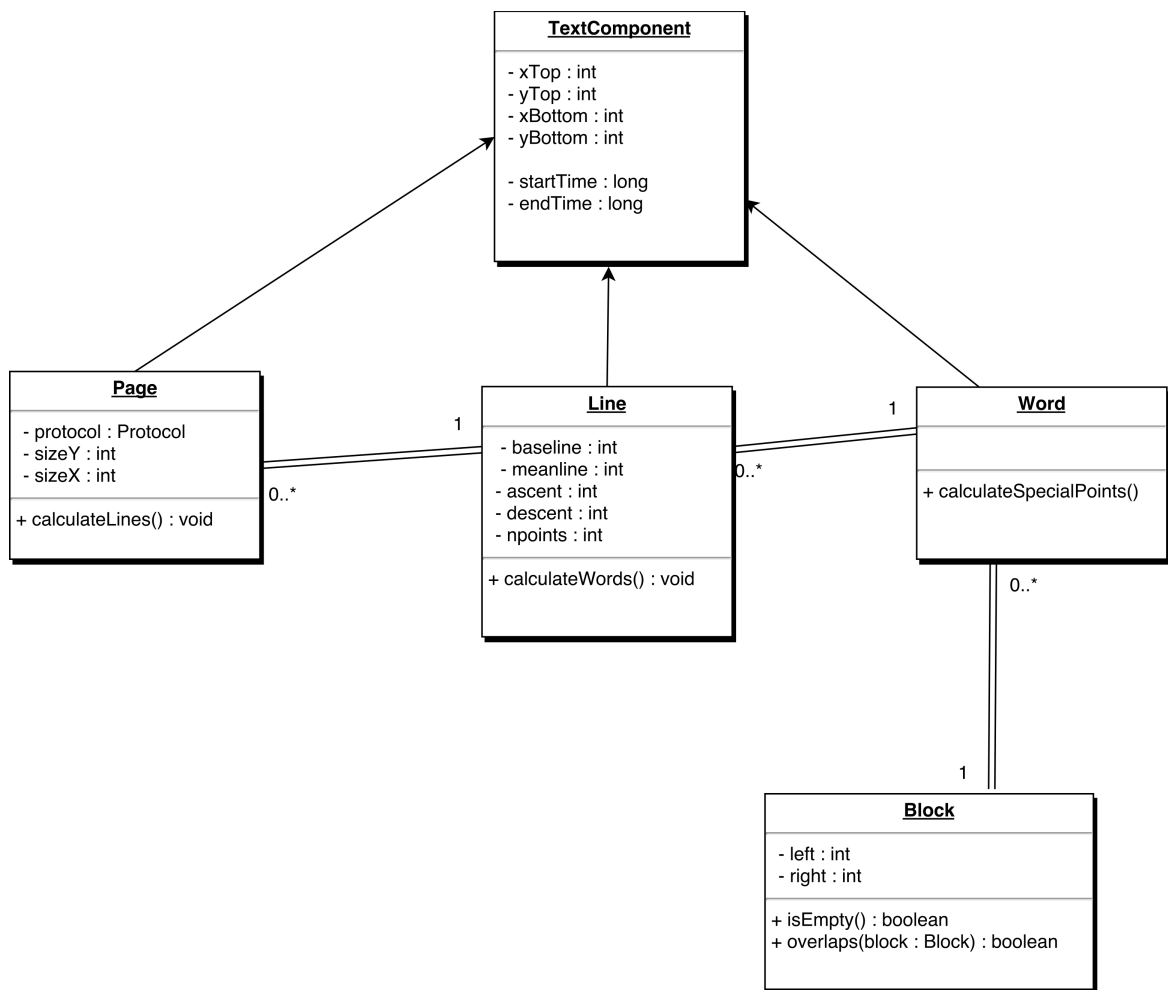 TextComponent
- xTop : int
- yTop : int
- xBottom : int
- yBottom : int
- startTime : long
- endTime : long
Page
- protocol : Protocol
- sizeY : int
- sizeX : int
+ calculateLines() : void
1
0..*
Line
- baseline : int
- meanline : int
- ascent : int
- descent : int
- npoints : int
+ calculateWords() : void
1
0..*
Word
+ calculateSpecialPoints()
0..*
1
Block
- left : int
- right : int
+ isEmpty() : boolean
+ overlaps(block : Block) : boolean